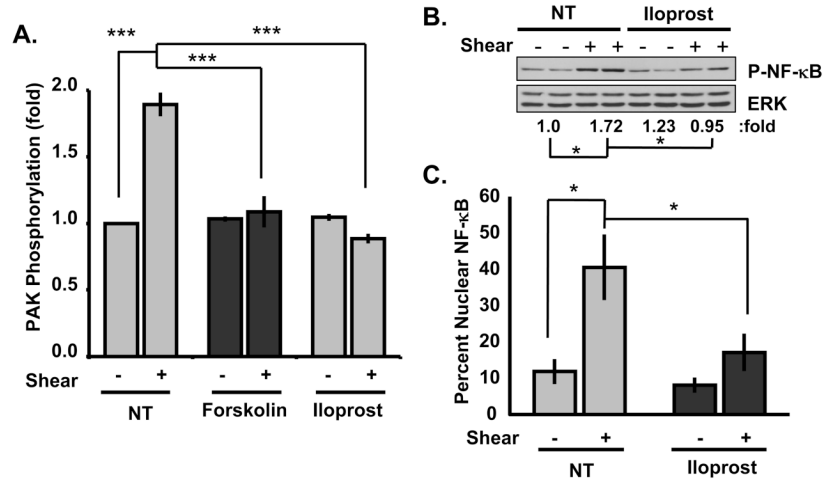 A.
*** ***
***
PAK Phosphorylation (fold)
2.0
1.5
1.0
0.5
0.0
Shear - + - + - +
NT Forskolin Iloprost
B.
NT Iloprost
Shear - - + + - - + +
P-NF-κB
ERK
1.0 1.72 1.23 0.95 :fold
* *
C.
Percent Nuclear NF-κB
60
50
40
30
20
10
0
* *
Shear - + - +
NT Iloprost